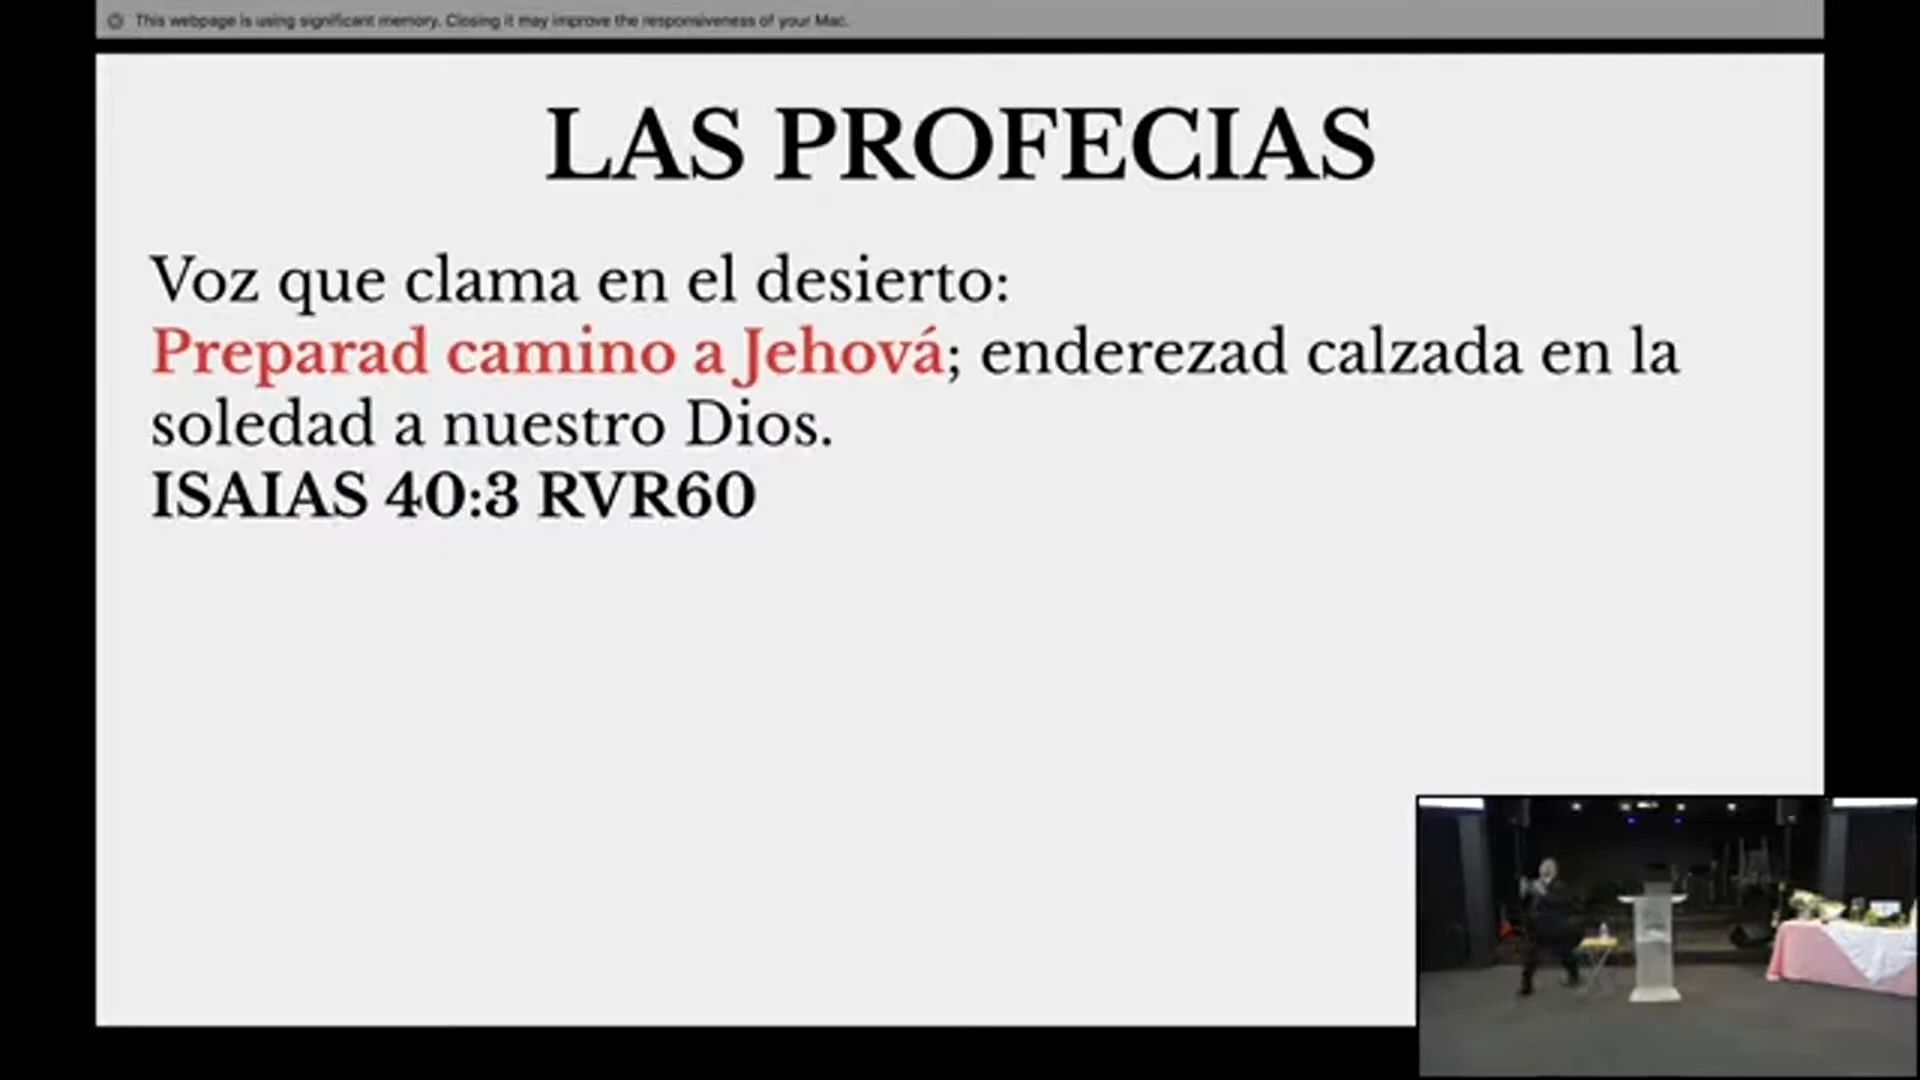 This webpage is using significant memory. Closing it may improve the responsiveness of your Mac.
LAS PROFECIAS
Voz que clama en el desierto:
Preparad camino a Jehová; enderezad calzada en la
soledad a nuestro Dios.
ISAIAS 40:3 RVR60